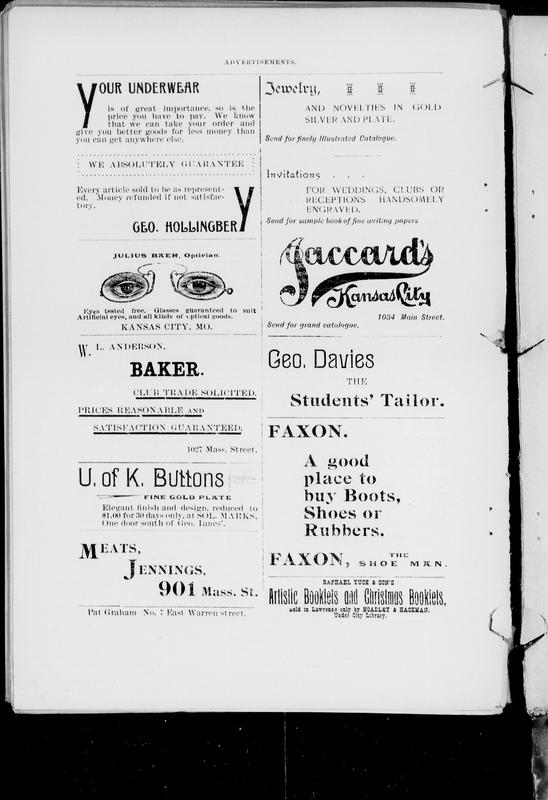 ADVERTISEMENTS.
YOUR UNDERWEAR
is of great importance, so is the
price you have to pay. We know
that we can take your order and
give you better goods for less money than
you can get anywhere else.
WE ABSOLUTELY GUARANTEE
Every article sold to be as represent-
ed. Money refunded if not satisfac-
tory.
GEO. HOLLINGBERY
JULIUS BAER, Optician.
Eyes tested free. Glasses guaranteed to suit
Artificial eyes, and all kinds of optical goods.
KANSAS CITY, MO.
W. L. ANDERSON,
BAKER.
CLUB TRADE SOLICITED.
PRICES REASONABLE AND
SATISFACTION GUARANTEED.
1027 Mass. Street.
U. of K. Buttons
FINE GOLD PLATE
Elegant finish and design, reduced to
$1.00 for 30 days only, at SOL. MARKS,
One door south of Geo. Innes'.
MEATS,
JENNINGS,
901 Mass. St.
Pat Graham No. 7 East Warren street.
Jewelry,
AND NOVELTIES IN GOLD
SILVER AND PLATE.
Send for finely Illustrated Catalogue.
Invitations . . .
FOR WEDDINGS, CLUBS OR
RECEPTIONS HANDSOMELY
ENGRAVED.
Send for sample book of fine writing papers
Jaccard's
Kansas City
1034 Main Street.
Send for grand catalogue.
Geo. Davies
THE
Students' Tailor.
FAXON.
A good
place to
buy Boots,
Shoes or
Rubbers.
FAXON, THE SHOE MAN.
RAPHAEL TUCK & SON'S
Artistic Booklets and Christmas Booklets,
sold in Lawrence only by HOADLEY & HACKMAN,
Under City Library.